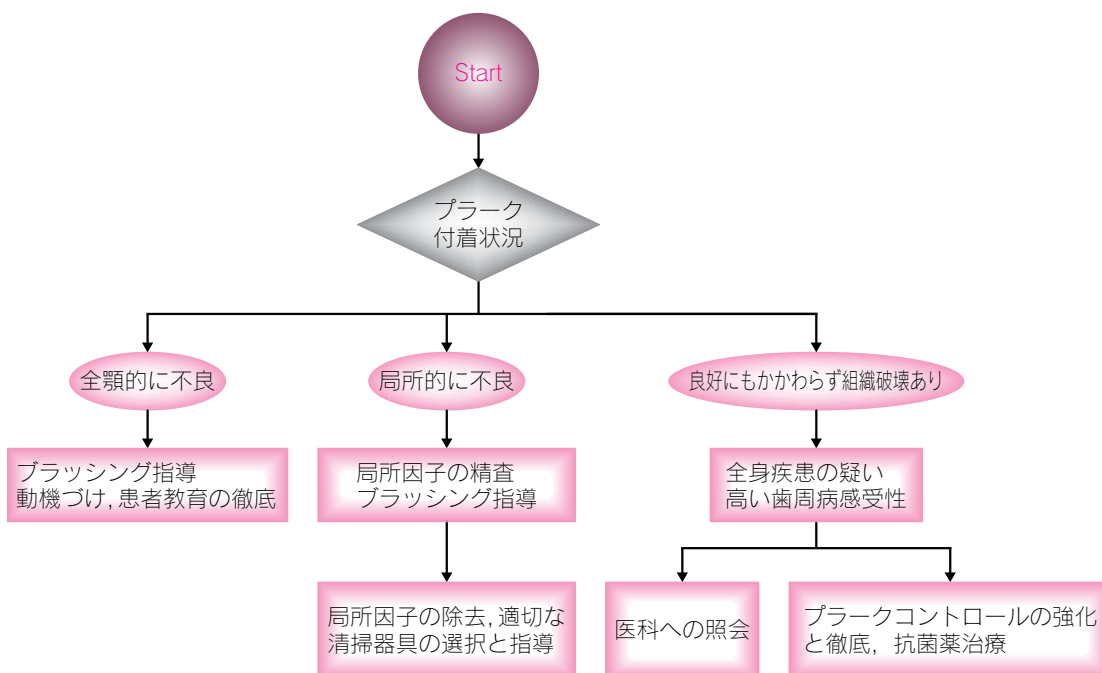 Start
プラーク
付着状況
全顎的に不良
局所的に不良
良好にもかかわらず組織破壊あり
ブラッシング指導
動機づけ,患者教育の徹底
局所因子の精査
ブラッシング指導
全身疾患の疑い
高い歯周病感受性
局所因子の除去,適切な
清掃器具の選択と指導
医科への照会
プラークコントロールの強化
と徹底，抗菌薬治療